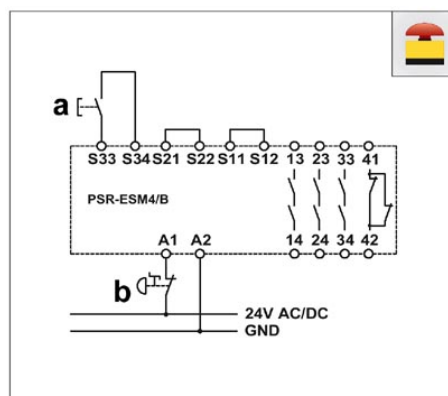 a
S33 S34 S21 S22 S11 S12 13 23 33 41
PSR-ESM4/B
A1 A2 14 24 34 42
b
24V AC/DC
GND